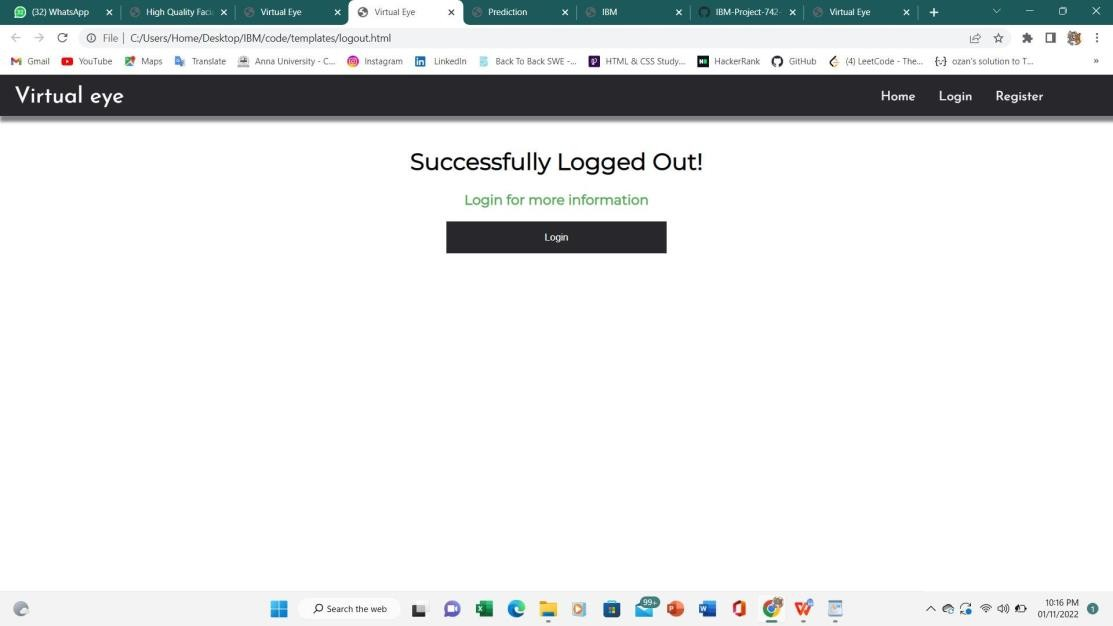 (32) WhatsApp
High Quality Faci
Virtual Eye
Virtual Eye
Prediction
IBM
IBM-Project-742-
Virtual Eye
File | C:/Users/Home/Desktop/IBM/code/templates/logout.html
Gmail YouTube Maps Translate Anna University - C... Instagram LinkedIn Back To Back SWE -... HTML & CSS Study... HackerRank GitHub (4) LeetCode - The... ozan's solution to T... »
Virtual eye
Home Login Register
Successfully Logged Out!
Login for more information
Login
Search the web
99+
10:16 PM
01/11/2022
1